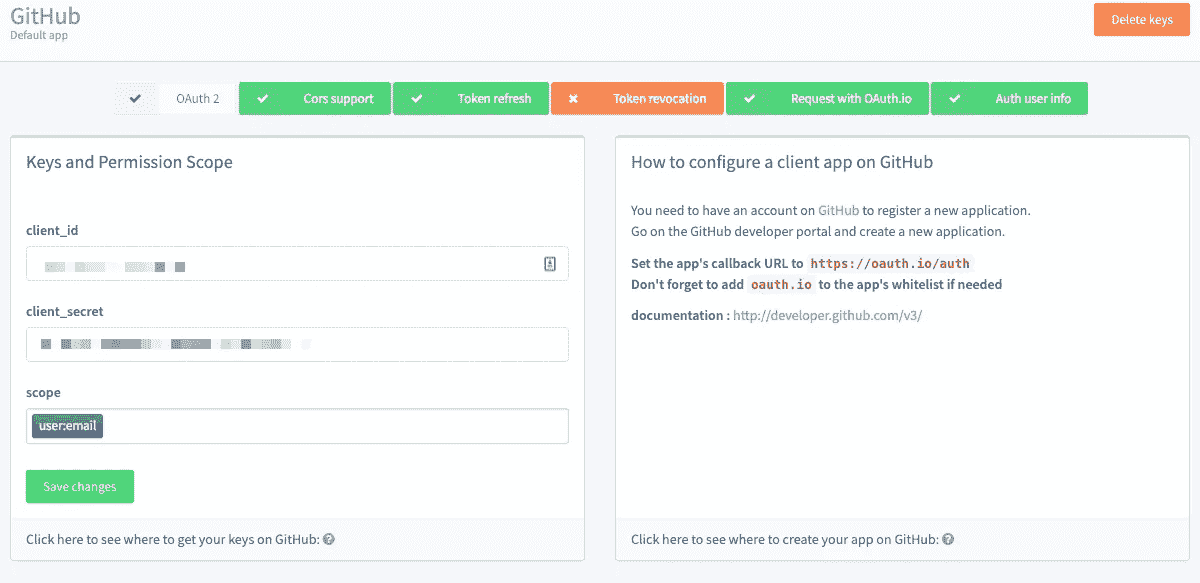 GitHub
Default app
Delete keys
OAuth 2
Cors support
Token refresh
Token revocation
Request with OAuth.io
Auth user info
Keys and Permission Scope
client_id
client_secret
scope
user:email
Save changes
Click here to see where to get your keys on GitHub:
How to configure a client app on GitHub
You need to have an account on GitHub to register a new application.
Go on the GitHub developer portal and create a new application.
Set the app's callback URL to https://oauth.io/auth
Don't forget to add oauth.io to the app's whitelist if needed
documentation : http://developer.github.com/v3/
Click here to see where to create your app on GitHub: